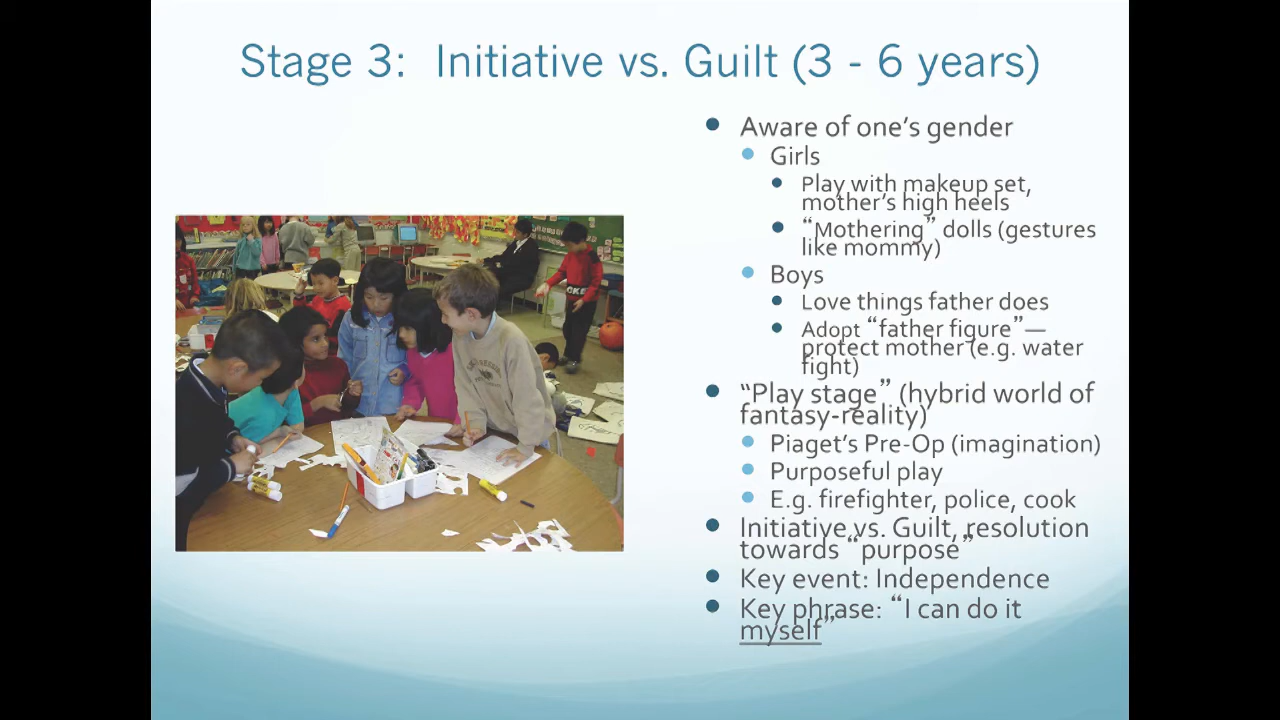 Stage 3: Initiative vs. Guilt (3 - 6 years)
Aware of one’s gender
Girls
Play with makeup set,
mother’s high heels
“Mothering” dolls (gestures
like mommy)
Boys
Love things father does
Adopt “father figure”—
protect mother (e.g. water
fight)
“Play stage” (hybrid world of
fantasy-reality)
Piaget’s Pre-Op (imagination)
Purposeful play
E.g. firefighter, police, cook
Initiative vs. Guilt, resolution
towards “purpose”
Key event: Independence
Key phrase: “I can do it
myself”